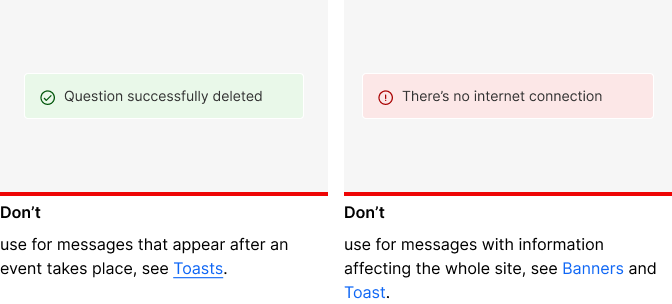 Question successfully deleted
Don’t
use for messages that appear after an
event takes place, see Toasts.
There’s no internet connection
Don’t
use for messages with information
affecting the whole site, see Banners and
Toast.